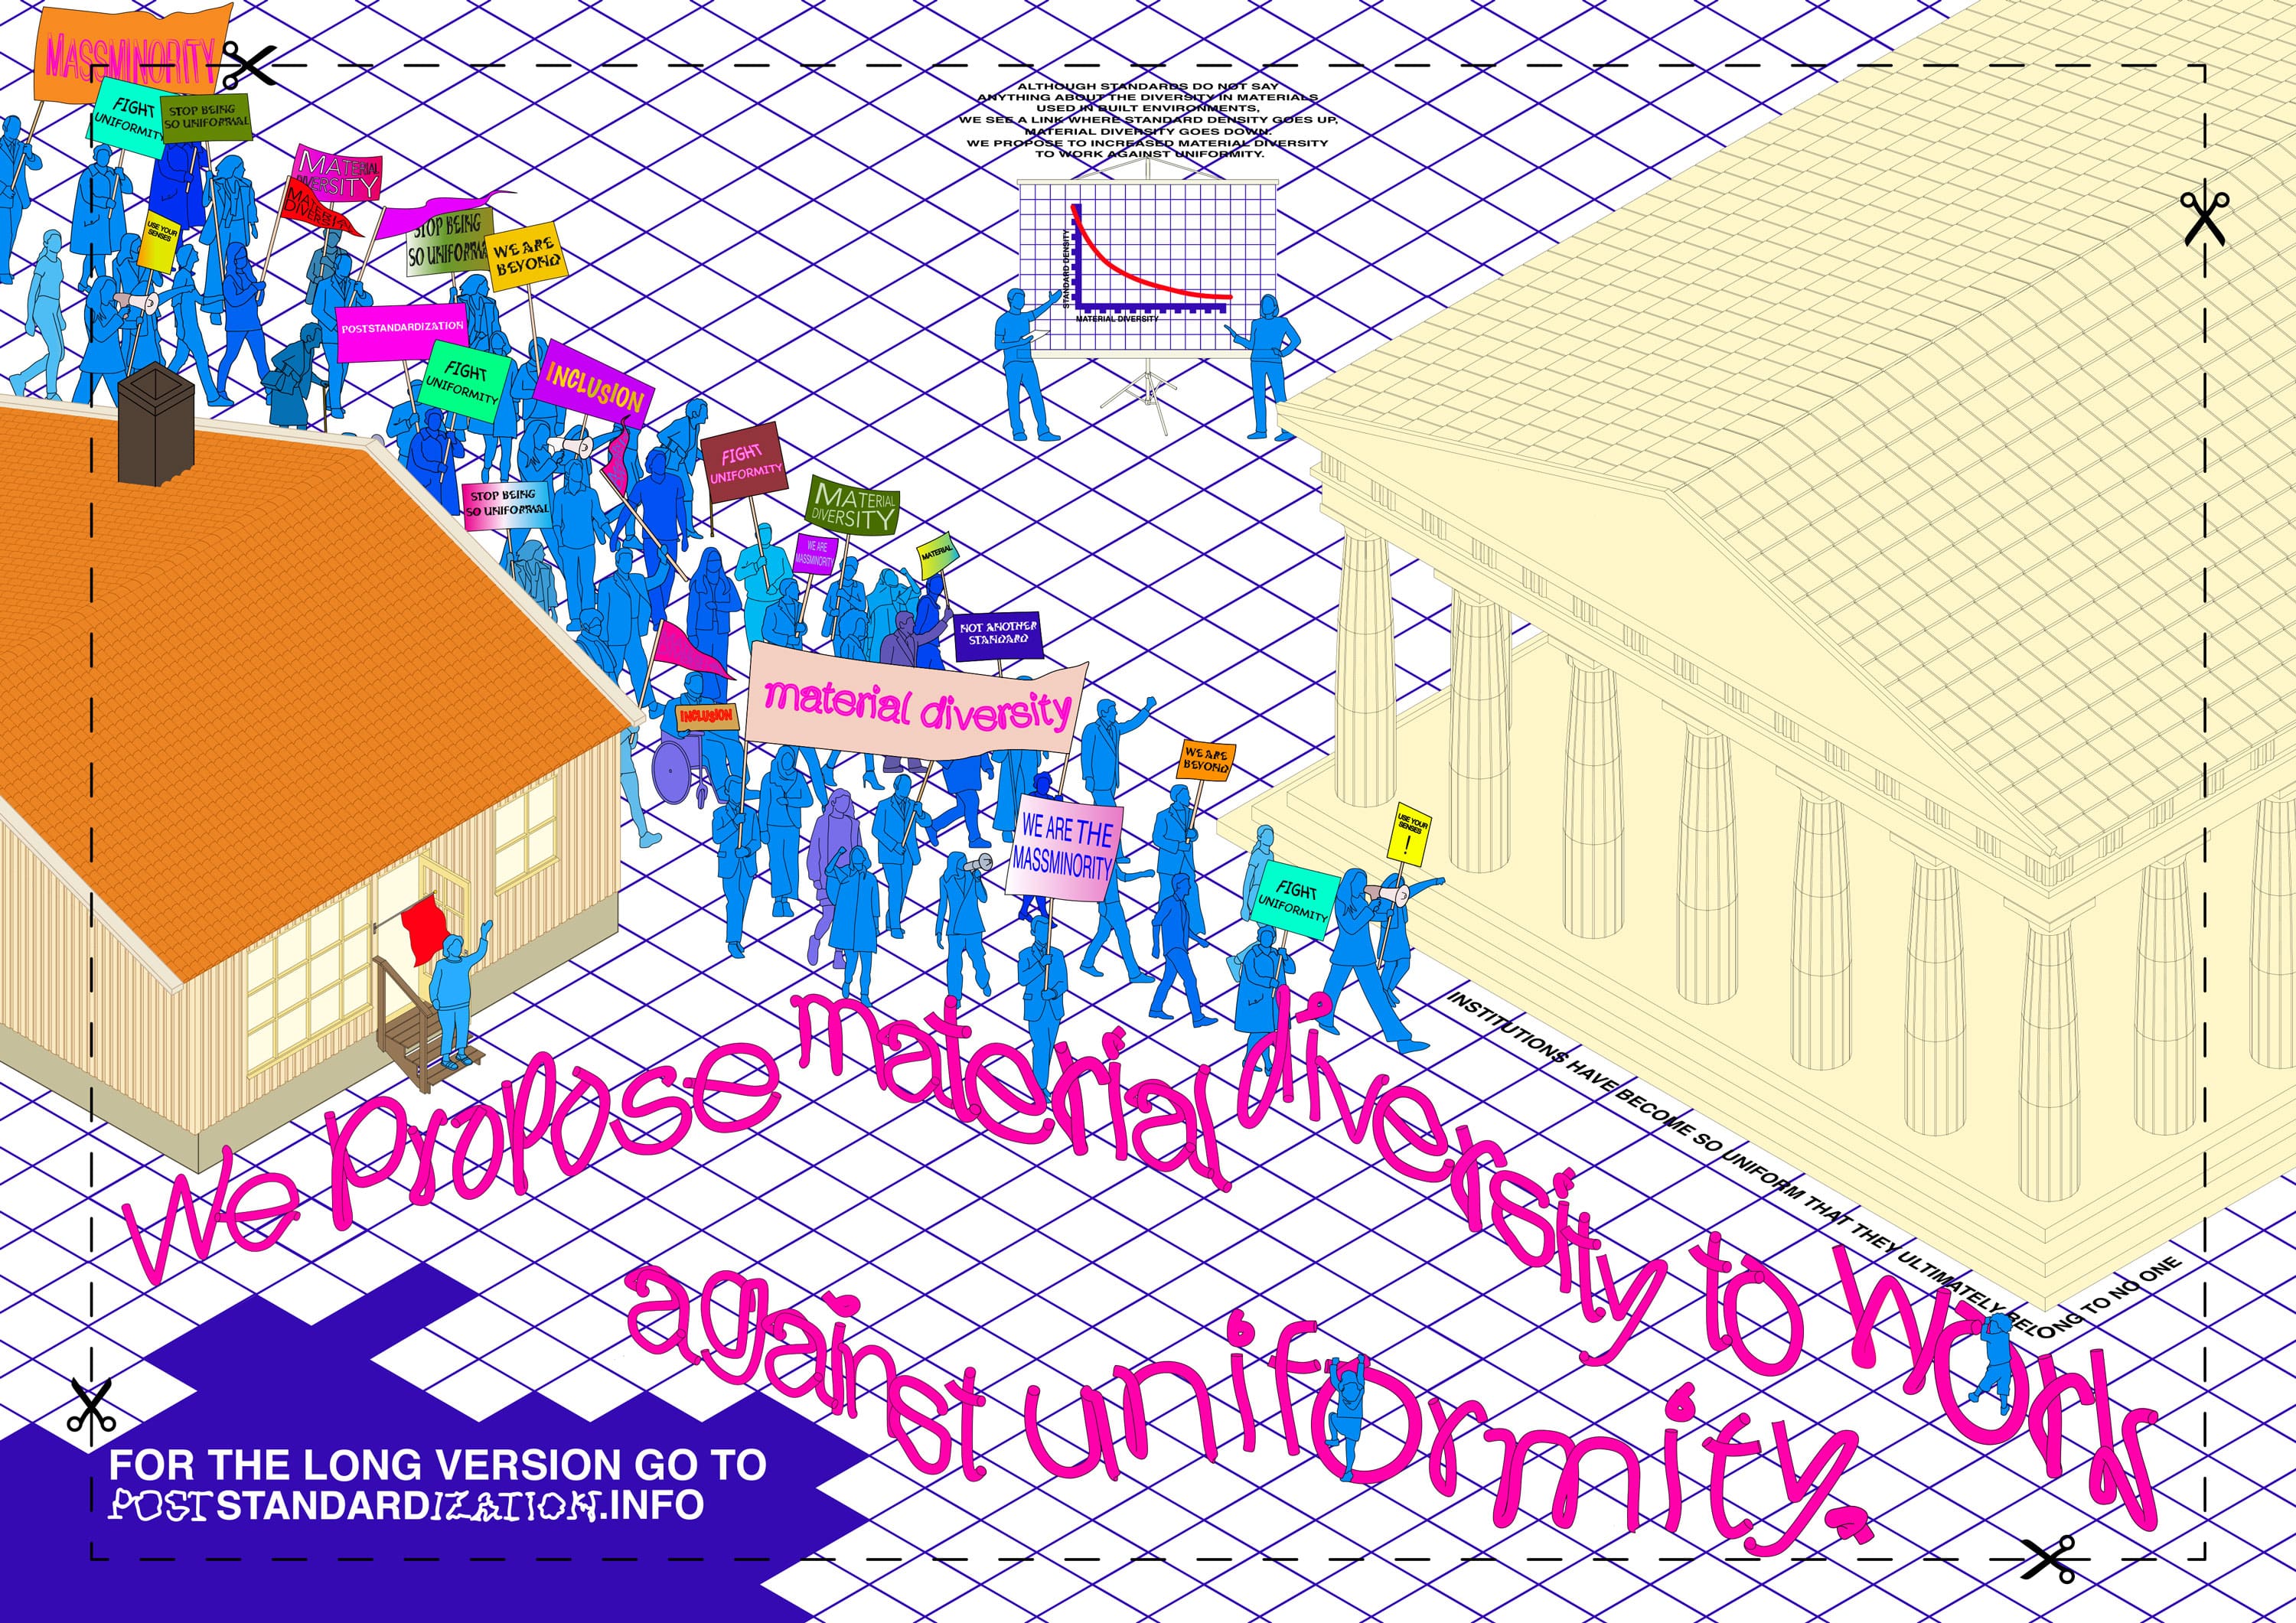 MASSMINORITY
FIGHT
UNIFORMITY
STOP BEING
SO UNIFORMAL
ALTHOUGH STANDARDS DO NOT SAY
ANYTHING ABOUT THE DIVERSITY IN MATERIALS
USED IN BUILT ENVIRONMENTS,
WE SEE A LINK WHERE STANDARD DENSITY GOES UP,
MATERIAL DIVERSITY GOES DOWN.
WE PROPOSE TO INCREASED MATERIAL DIVERSITY
TO WORK AGAINST UNIFORMITY.
MATERIAL
DIVERSITY
MATERIAL
DIVERSITY
USE YOUR
SENSES
STOP BEING
SO UNIFORMAL
WE ARE
BEYOND
STANDARD DENSITY
MATERIAL DIVERSITY
POSTSTANDARDIZATION
FIGHT
UNIFORMITY
INCLUSION
FIGHT
UNIFORMITY
STOP BEING
SO UNIFORMAL
MATERIAL
DIVERSITY
WE ARE
MASSMINORITY
MATERIAL
NOT ANOTHER
STANDARD
material diversity
INCLUSION
WE ARE
BEYOND
WE ARE THE
MASSMINORITY
USE YOUR
SENSES
!
FIGHT
UNIFORMITY
INSTITUTIONS HAVE BECOME SO UNIFORM THAT THEY ULTIMATELY BELONG TO NO ONE
We propose material diversity to work
against uniformity.
FOR THE LONG VERSION GO TO
POSTSTANDARDIZATION.INFO